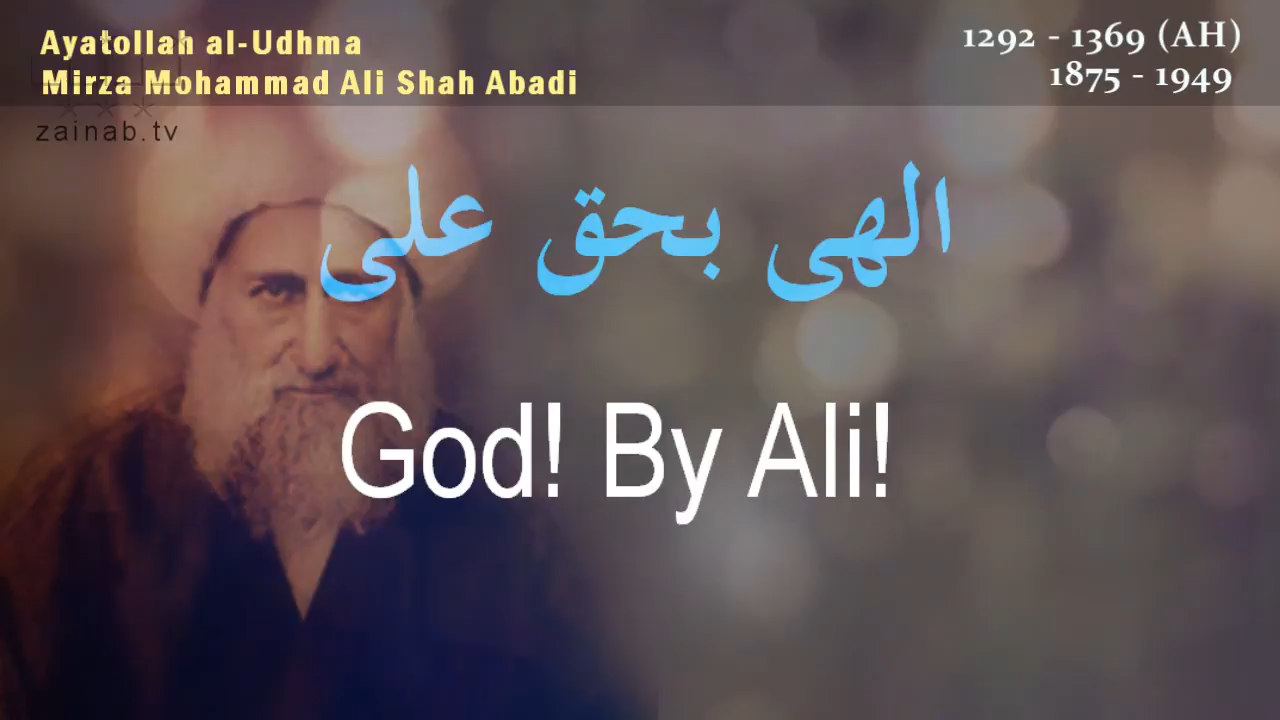 Ayatollah al-Udhma
Mirza Mohammad Ali Shah Abadi
1292 - 1369 (AH)
1875 - 1949
zainab.tv
الهی بحق علی
God! By Ali!